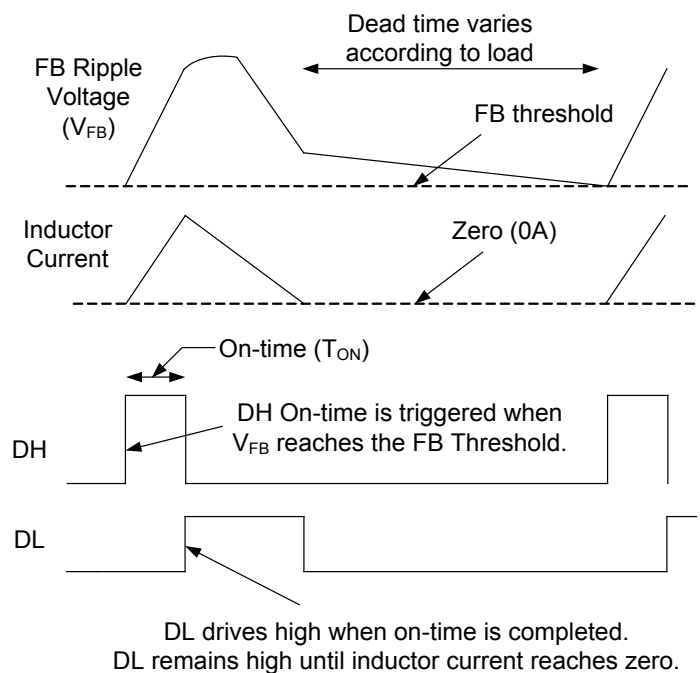 Dead time varies
according to load
FB Ripple
Voltage
(VFB)
FB threshold
Inductor
Current
Zero (0A)
On-time (TON)
DH On-time is triggered when
VFB reaches the FB Threshold.
DH
DL
DL drives high when on-time is completed.
DL remains high until inductor current reaches zero.